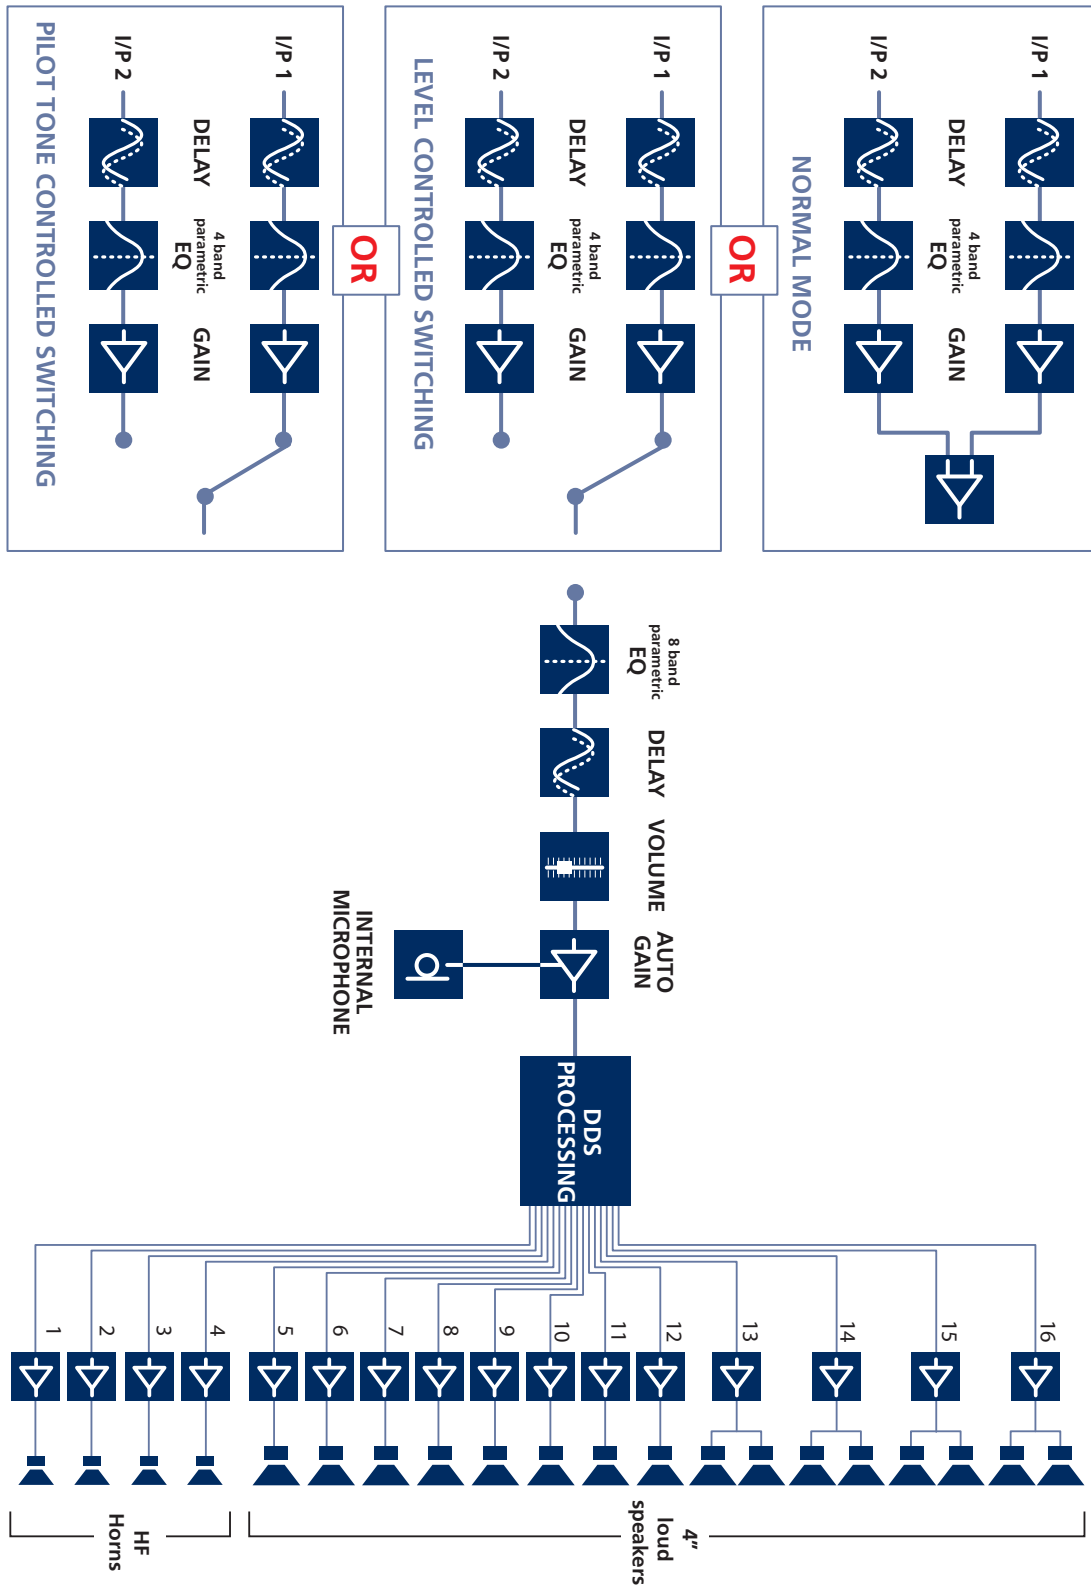 NORMAL MODE
I/P 1
I/P 2
DELAY
4 band
parametric
EQ
GAIN
OR
LEVEL CONTROLLED SWITCHING
I/P 1
I/P 2
DELAY
4 band
parametric
EQ
GAIN
OR
PILOT TONE CONTROLLED SWITCHING
I/P 1
I/P 2
DELAY
4 band
parametric
EQ
GAIN
8 band
parametric
EQ
DELAY
VOLUME
AUTO
GAIN
INTERNAL
MICROPHONE
DDS
PROCESSING
16
15
14
13
12
11
10
9
8
7
6
5
4
3
2
1
4”
loud
speakers
HF
Horns